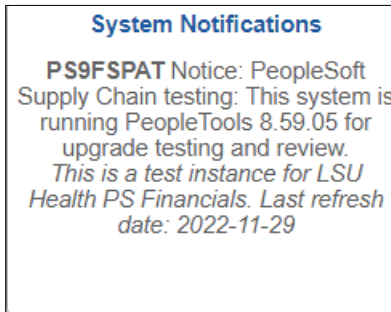 System Notifications
PS9FSPAT Notice: PeopleSoft
Supply Chain testing: This system is
running PeopleTools 8.59.05 for
upgrade testing and review.
This is a test instance for LSU
Health PS Financials. Last refresh
date: 2022-11-29